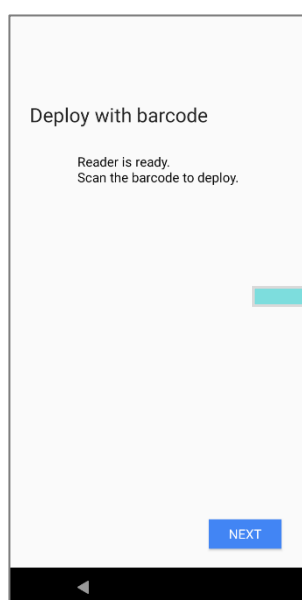 Deploy with barcode
Reader is ready.
Scan the barcode to deploy.
NEXT